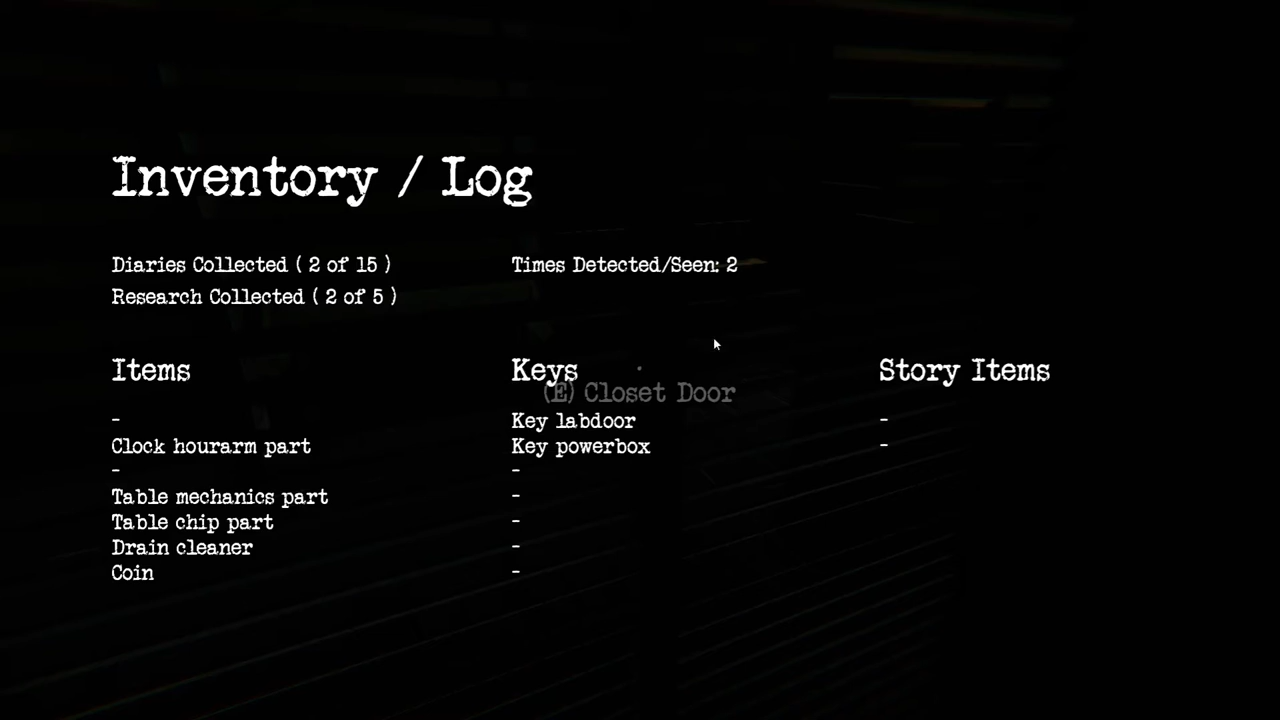 Inventory / Log
Diaries Collected ( 2 of 15 )
Times Detected/Seen: 2
Research Collected ( 2 of 5 )
Items
Keys
Story Items
(E) Closet Door
-
Key labdoor
-
Clock hourarm part
Key powerbox
-
-
-
Table mechanics part
-
Table chip part
-
Drain cleaner
-
Coin
-